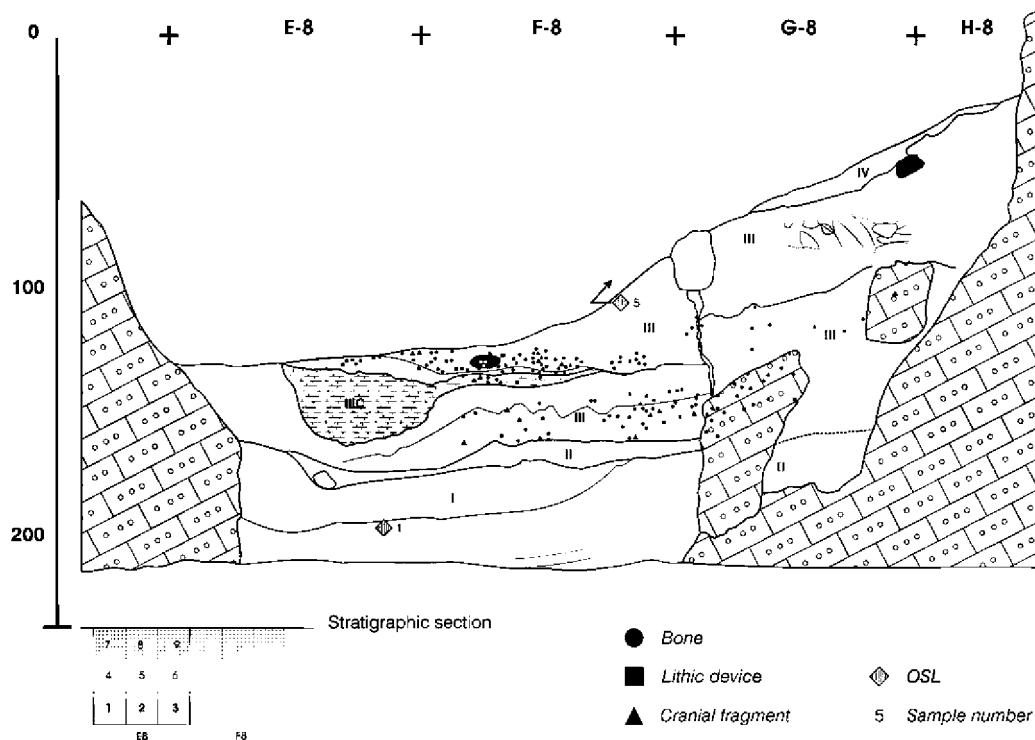 0 E-8 F-8 G-8 H-8
IV
III
100
5
III
III
IIIC
III
II
II
I
1
200
Stratigraphic section
7 8 9
4 5 6
1 2 3
E8 F8
Bone
Lithic device
OSL
Cranial fragment
5 Sample number